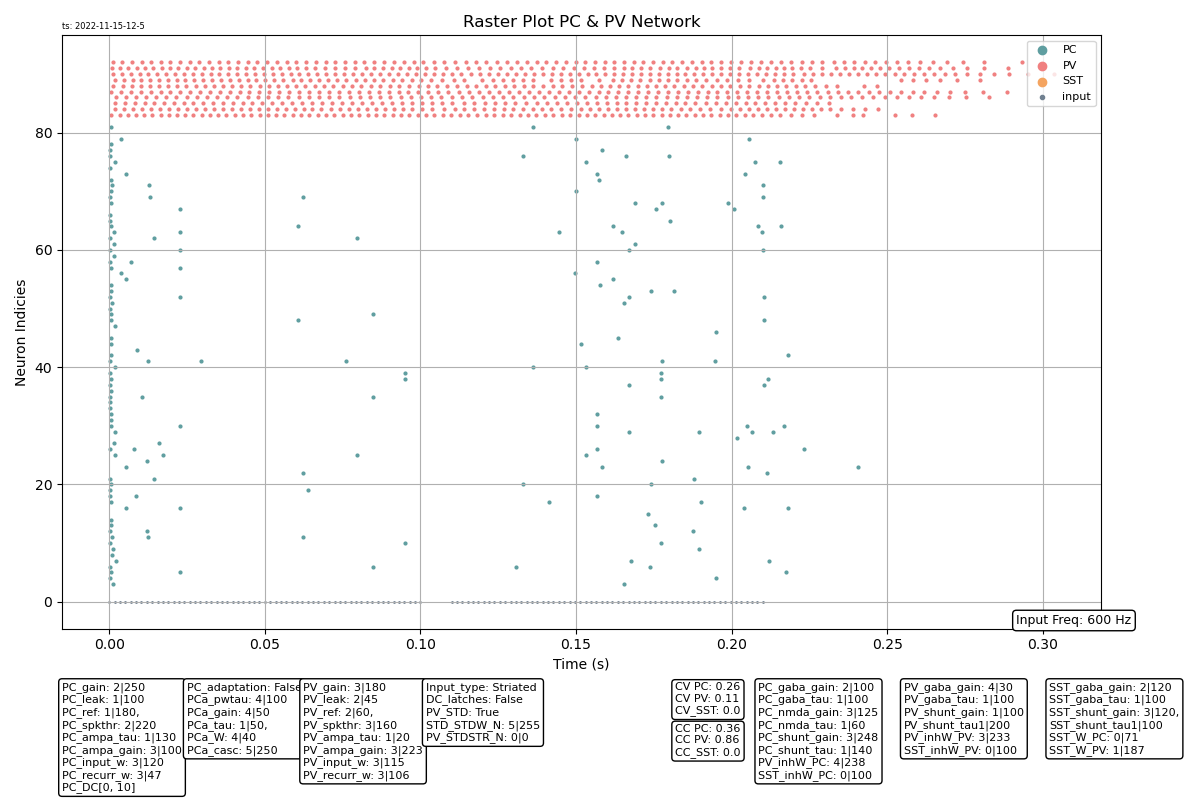 ts: 2022-11-15-12-5
Raster Plot PC & PV Network
PC
PV
SST
input
Neuron Indicies
80
60
40
20
0
Input Freq: 600 Hz
0.00
0.05
0.10
0.15
0.20
0.25
0.30
Time (s)
PC_gain: 2|250
PC_leak: 1|100
PC_ref: 1|180,
PC_spkhr: 2|220
PC_ampa_tau: 1|130
PC_ampa_gain: 3|100
PC_input_w: 3|120
PC_recurr_w: 3|47
PC_DC[0, 10]
PC_adaptation: False
PCa_pwtau: 4|100
PCa_gain: 4|50
PCa_tau: 1|50,
PCa_W: 4|40
PCa_casc: 5|250
PV_gain: 3|180
PV_leak: 2|45
PV_ref: 2|60,
PV_spkhr: 3|160
PV_ampa_tau: 1|20
PV_ampa_gain: 3|223
PV_input_w: 3|115
PV_recurr_w: 3|106
Input_type: Striated
DC_latches: False
PV_STD: True
STD_STDW_N: 5|255
PV_STDSTR_N: 0|0
CV PC: 0.26
CV PV: 0.11
CV_SST: 0.0
CC PC: 0.36
CC PV: 0.86
CC_SST: 0.0
PC_gaba_gain: 2|100
PC_gaba_tau: 1|100
PC_nmda_gain: 3|125
PC_nmda_tau: 1|60
PC_shunt_gain: 3|248
PC_shunt_tau: 1|140
PV_inhW_PC: 4|238
SST_inhW_PC: 0|100
PV_gaba_gain: 4|30
PV_gaba_tau: 1|100
PV_shunt_gain: 1|100
PV_shunt_tau1|200
PV_inhW_PV: 3|233
SST_inhW_PV: 0|100
SST_gaba_gain: 2|120
SST_gaba_tau: 1|100
SST_shunt_gain: 3|120,
SST_shunt_tau1|100
SST_W_PC: 0|71
SST_W_PV: 1|187